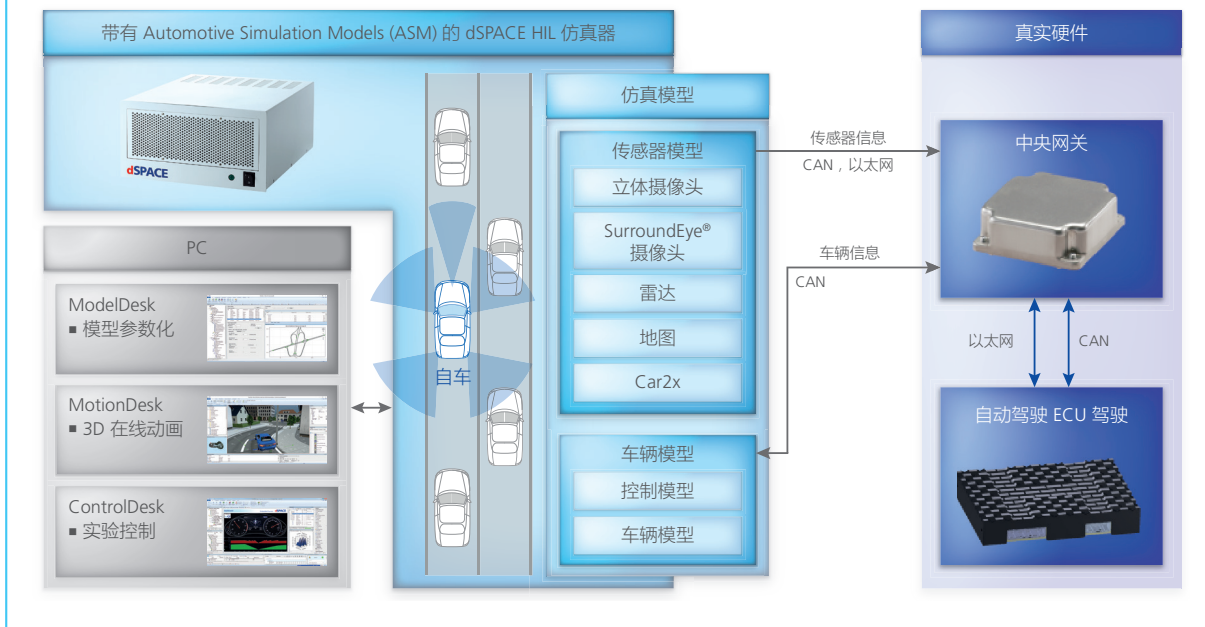 带有 Automotive Simulation Models (ASM) 的 dSPACE HIL 仿真器
dSPACE
PC
ModelDesk
▪ 模型参数化
MotionDesk
▪ 3D 在线动画
ControlDesk
▪ 实验控制
自车
仿真模型
传感器模型
立体摄像头
SurroundEye®
摄像头
雷达
地图
Car2x
车辆模型
控制模型
车辆模型
传感器信息
CAN，以太网
车辆信息
CAN
真实硬件
中央网关
以太网
CAN
自动驾驶 ECU 驾驶